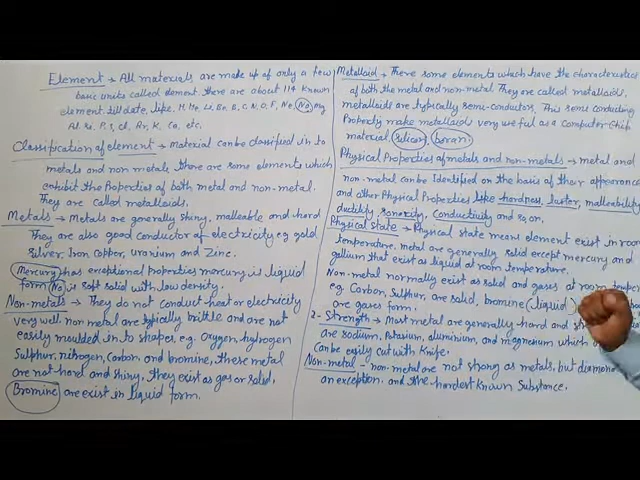 Element → All materials are make up of only a few
basic units called element. there are about 114 known
element till date, like. H, He, Li, Be, B, C, N, O, F, Ne, Na, mg
Al. si. P. s, cl, Ar, K, Ca, etc.
Classification of element → Material can be classified in to
metals and non metals, there are some elements which
exhibit the Properties of both metal and non-metal.
They are called metalloids.
Metals → Metals are generally shiny, malleable and hard
They are also good conductor of electricity e.g gold
Silver. Iron copper, uranium and Zinc.
Mercury has exceptional properties mercury is liquid
form Na is soft solid with low density.
Non-metals → They do not conduct heat or electricity
very well. non metal are typically brittle and are not
easily moulded in to shapes, e.g. Oxygen, hydrogen
Sulphur, nitrogen, Carbon and bromine, these metal
are not hard and shiny. They exist as gas or solid,
Bromine are exist in liquid form.
Metalloid → There some elements which have the characteristics
of both the metal and non-metal. They are called metalloids,
metalloids are typically semi-conductor. This semi conducting
Property make metalloid very useful as a Computer-Chip
material. silicon, boran.
Physical Properties of metals and non-metals → metal and
non-metal can be Identified on the basis of their appearance
and other Physical Properties like hardness, luster, malleability
ductility, sonority, Conductivity and so, on,
Physical State → Physical state means element exist in room
temperature. metal are generally solid except mercury and
gallium that exist as liquid at room temperature.
Non-metal normally exist as solid and gases at room temper
e.g. Carbon, Sulphur, are solid, bromine (liquid)
are gases form.
2- Strength → Most metal are generally-hand and
are sodium, Potasium, aluminium, and magnesium which
Can be easily cut with Knife.
Non-metal - non-metal are not strong as metals, but diamond
an exception. and the hardest known Substance.